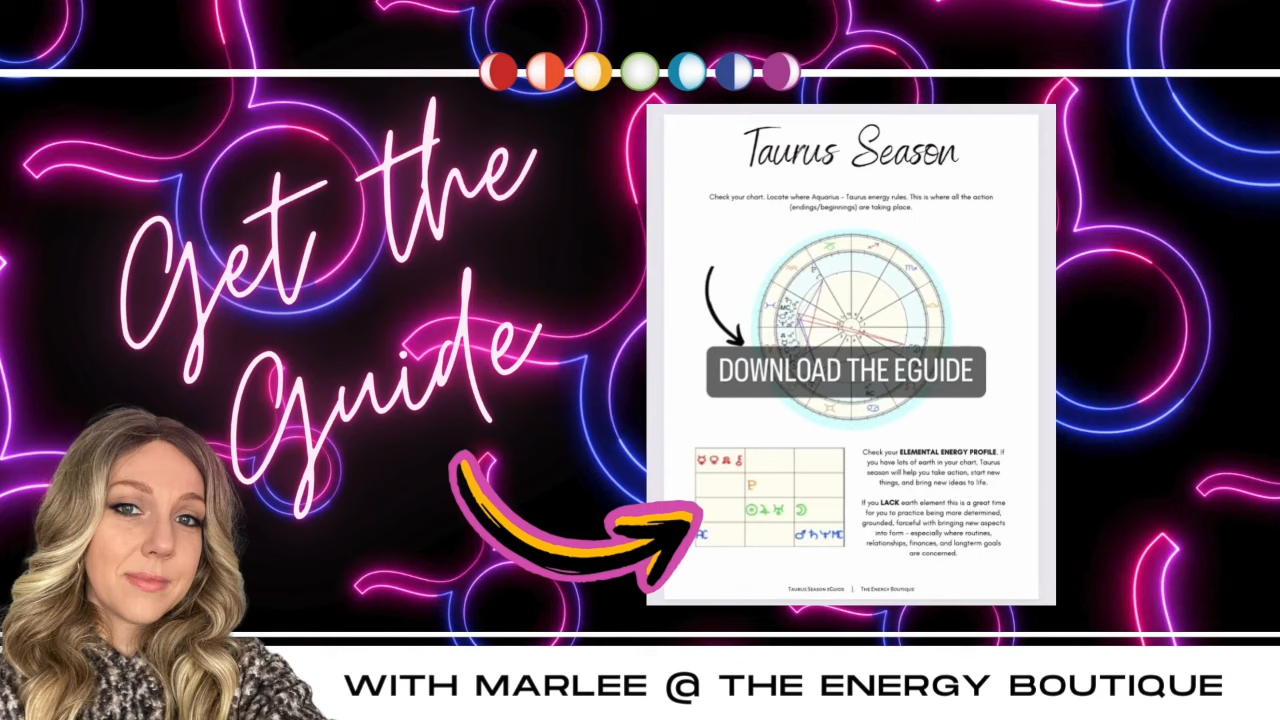 Get the
Guide
Taurus Season
Check your chart. Locate where Aquarius - Taurus energy rules. This is where all the action
(endings/beginnings) are taking place.
DOWNLOAD THE EGUIDE
Check your ELEMENTAL ENERGY PROFILE. If
you have lots of earth in your chart, Taurus
season will help you take action, start new
things, and bring new ideas to life.
If you LACK earth element this is a great time
for you to practice being more determined,
grounded, forceful with bringing new aspects
into form - especially where routines,
relationships, finances, and longterm goals
are concerned.
TAURUS SEASON EGUIDE | THE ENERGY BOUTIQUE
WITH MARLEE @ THE ENERGY BOUTIQUE